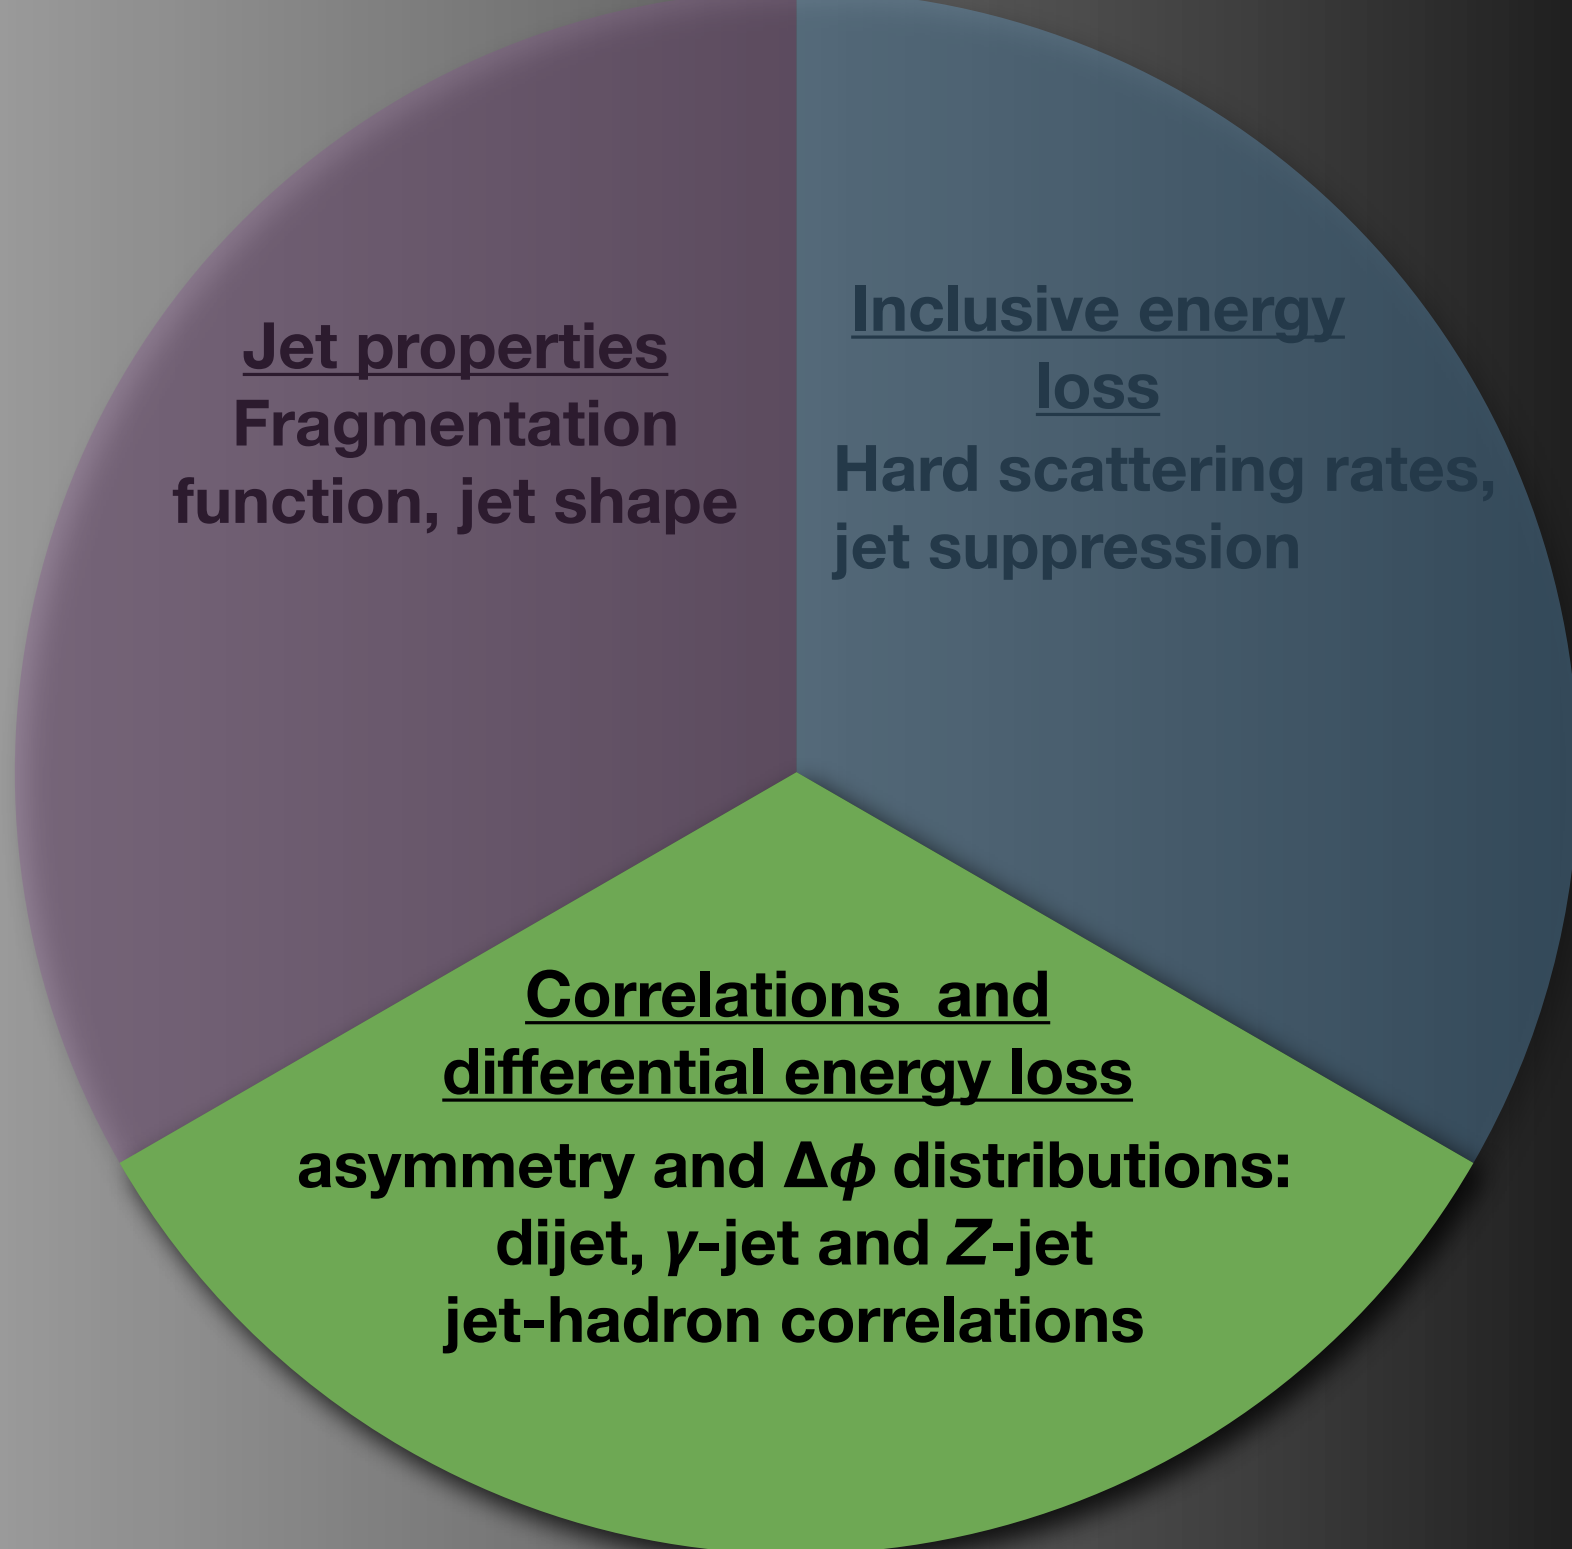 Jet properties
Fragmentation
function, jet shape
Inclusive energy
loss
Hard scattering rates,
jet suppression
Correlations  and
differential energy loss
asymmetry and Δϕ distributions:
dijet, γ-jet and Z-jet
jet-hadron correlations